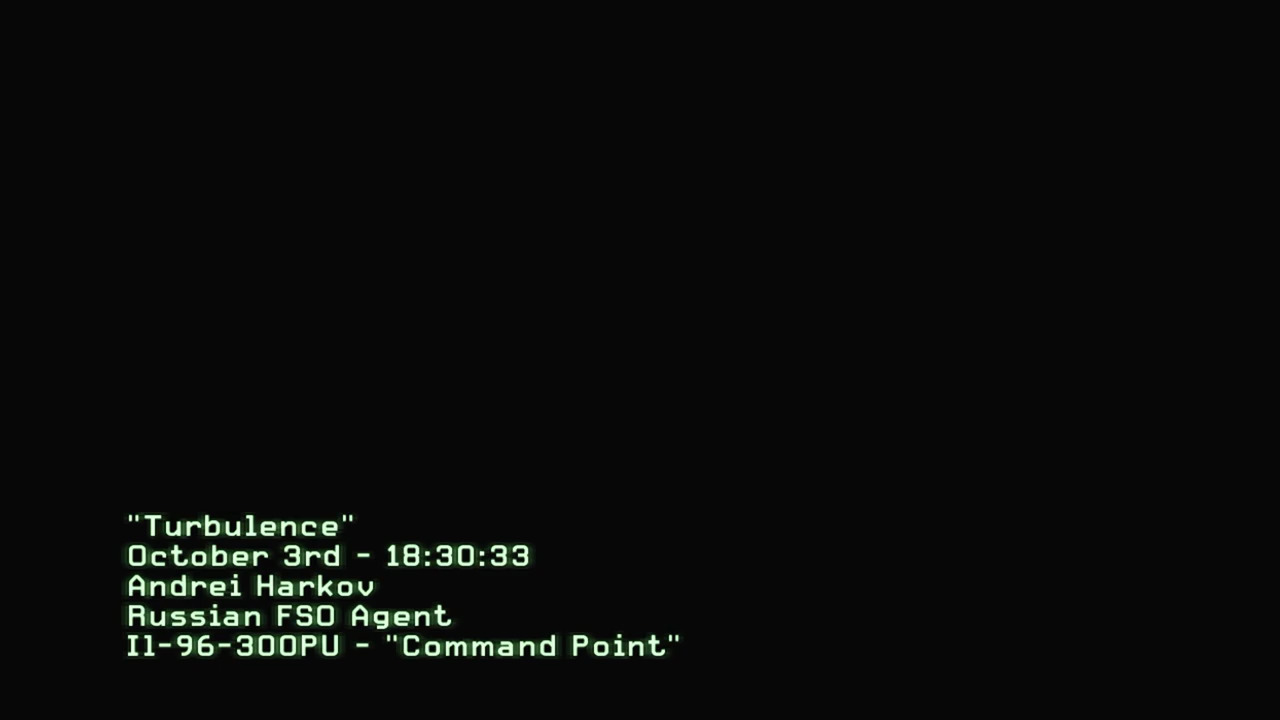 "Turbulence"
October 3rd - 18:30:33
Andrei Harkov
Russian FSO Agent
Il-96-300PU - "Command Point"